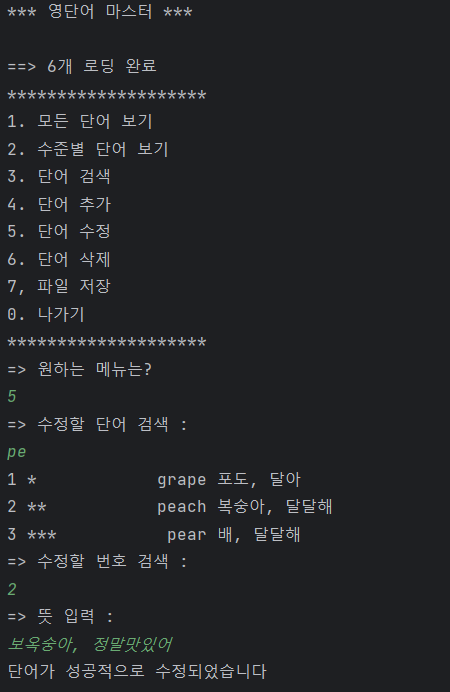 *** 영단어 마스터 ***
==> 6개 로딩 완료
********************
1. 모든 단어 보기
2. 수준별 단어 보기
3. 단어 검색
4. 단어 추가
5. 단어 수정
6. 단어 삭제
7, 파일 저장
0. 나가기
********************
=> 원하는 메뉴는?
5
=> 수정할 단어 검색 :
pe
1 *            grape 포도, 달아
2 **           peach 복숭아, 달달해
3 ***           pear 배, 달달해
=> 수정할 번호 검색 :
2
=> 뜻 입력 :
보옥숭아, 정말맛있어
단어가 성공적으로 수정되었습니다